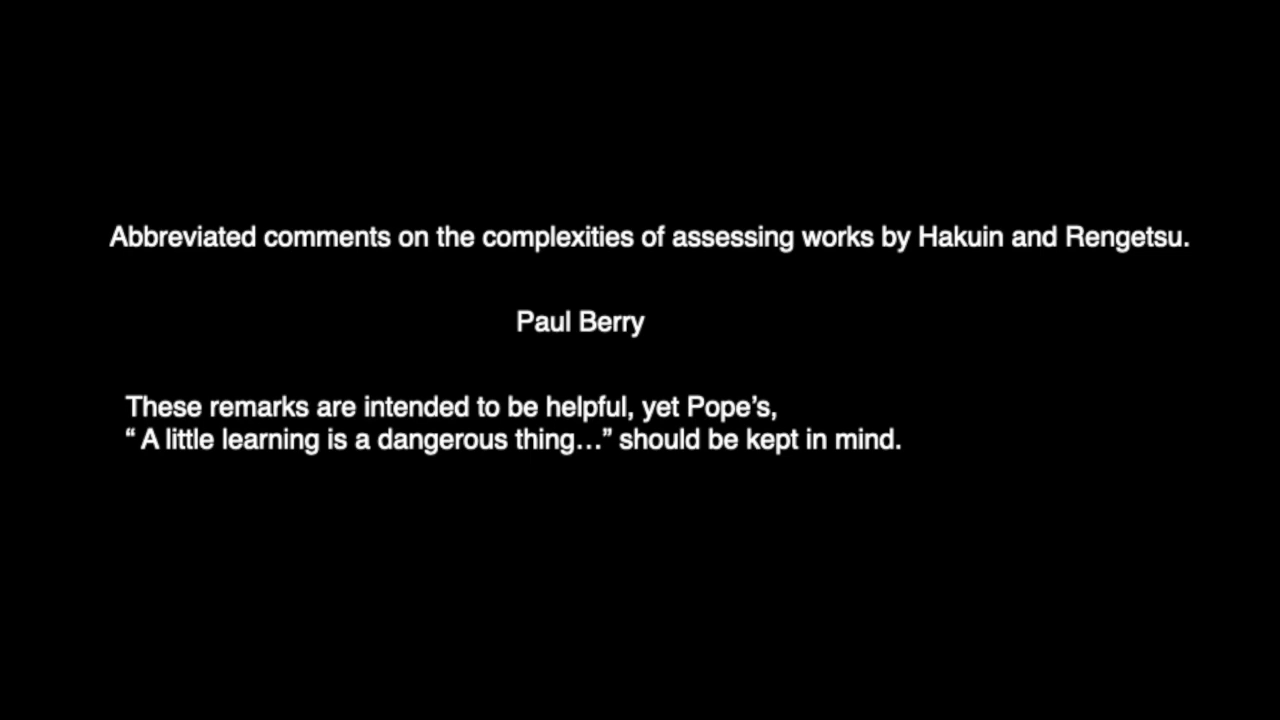 Abbreviated comments on the complexities of assessing works by Hakuin and Rengetsu.
Paul Berry
These remarks are intended to be helpful, yet Pope’s,
“ A little learning is a dangerous thing…” should be kept in mind.